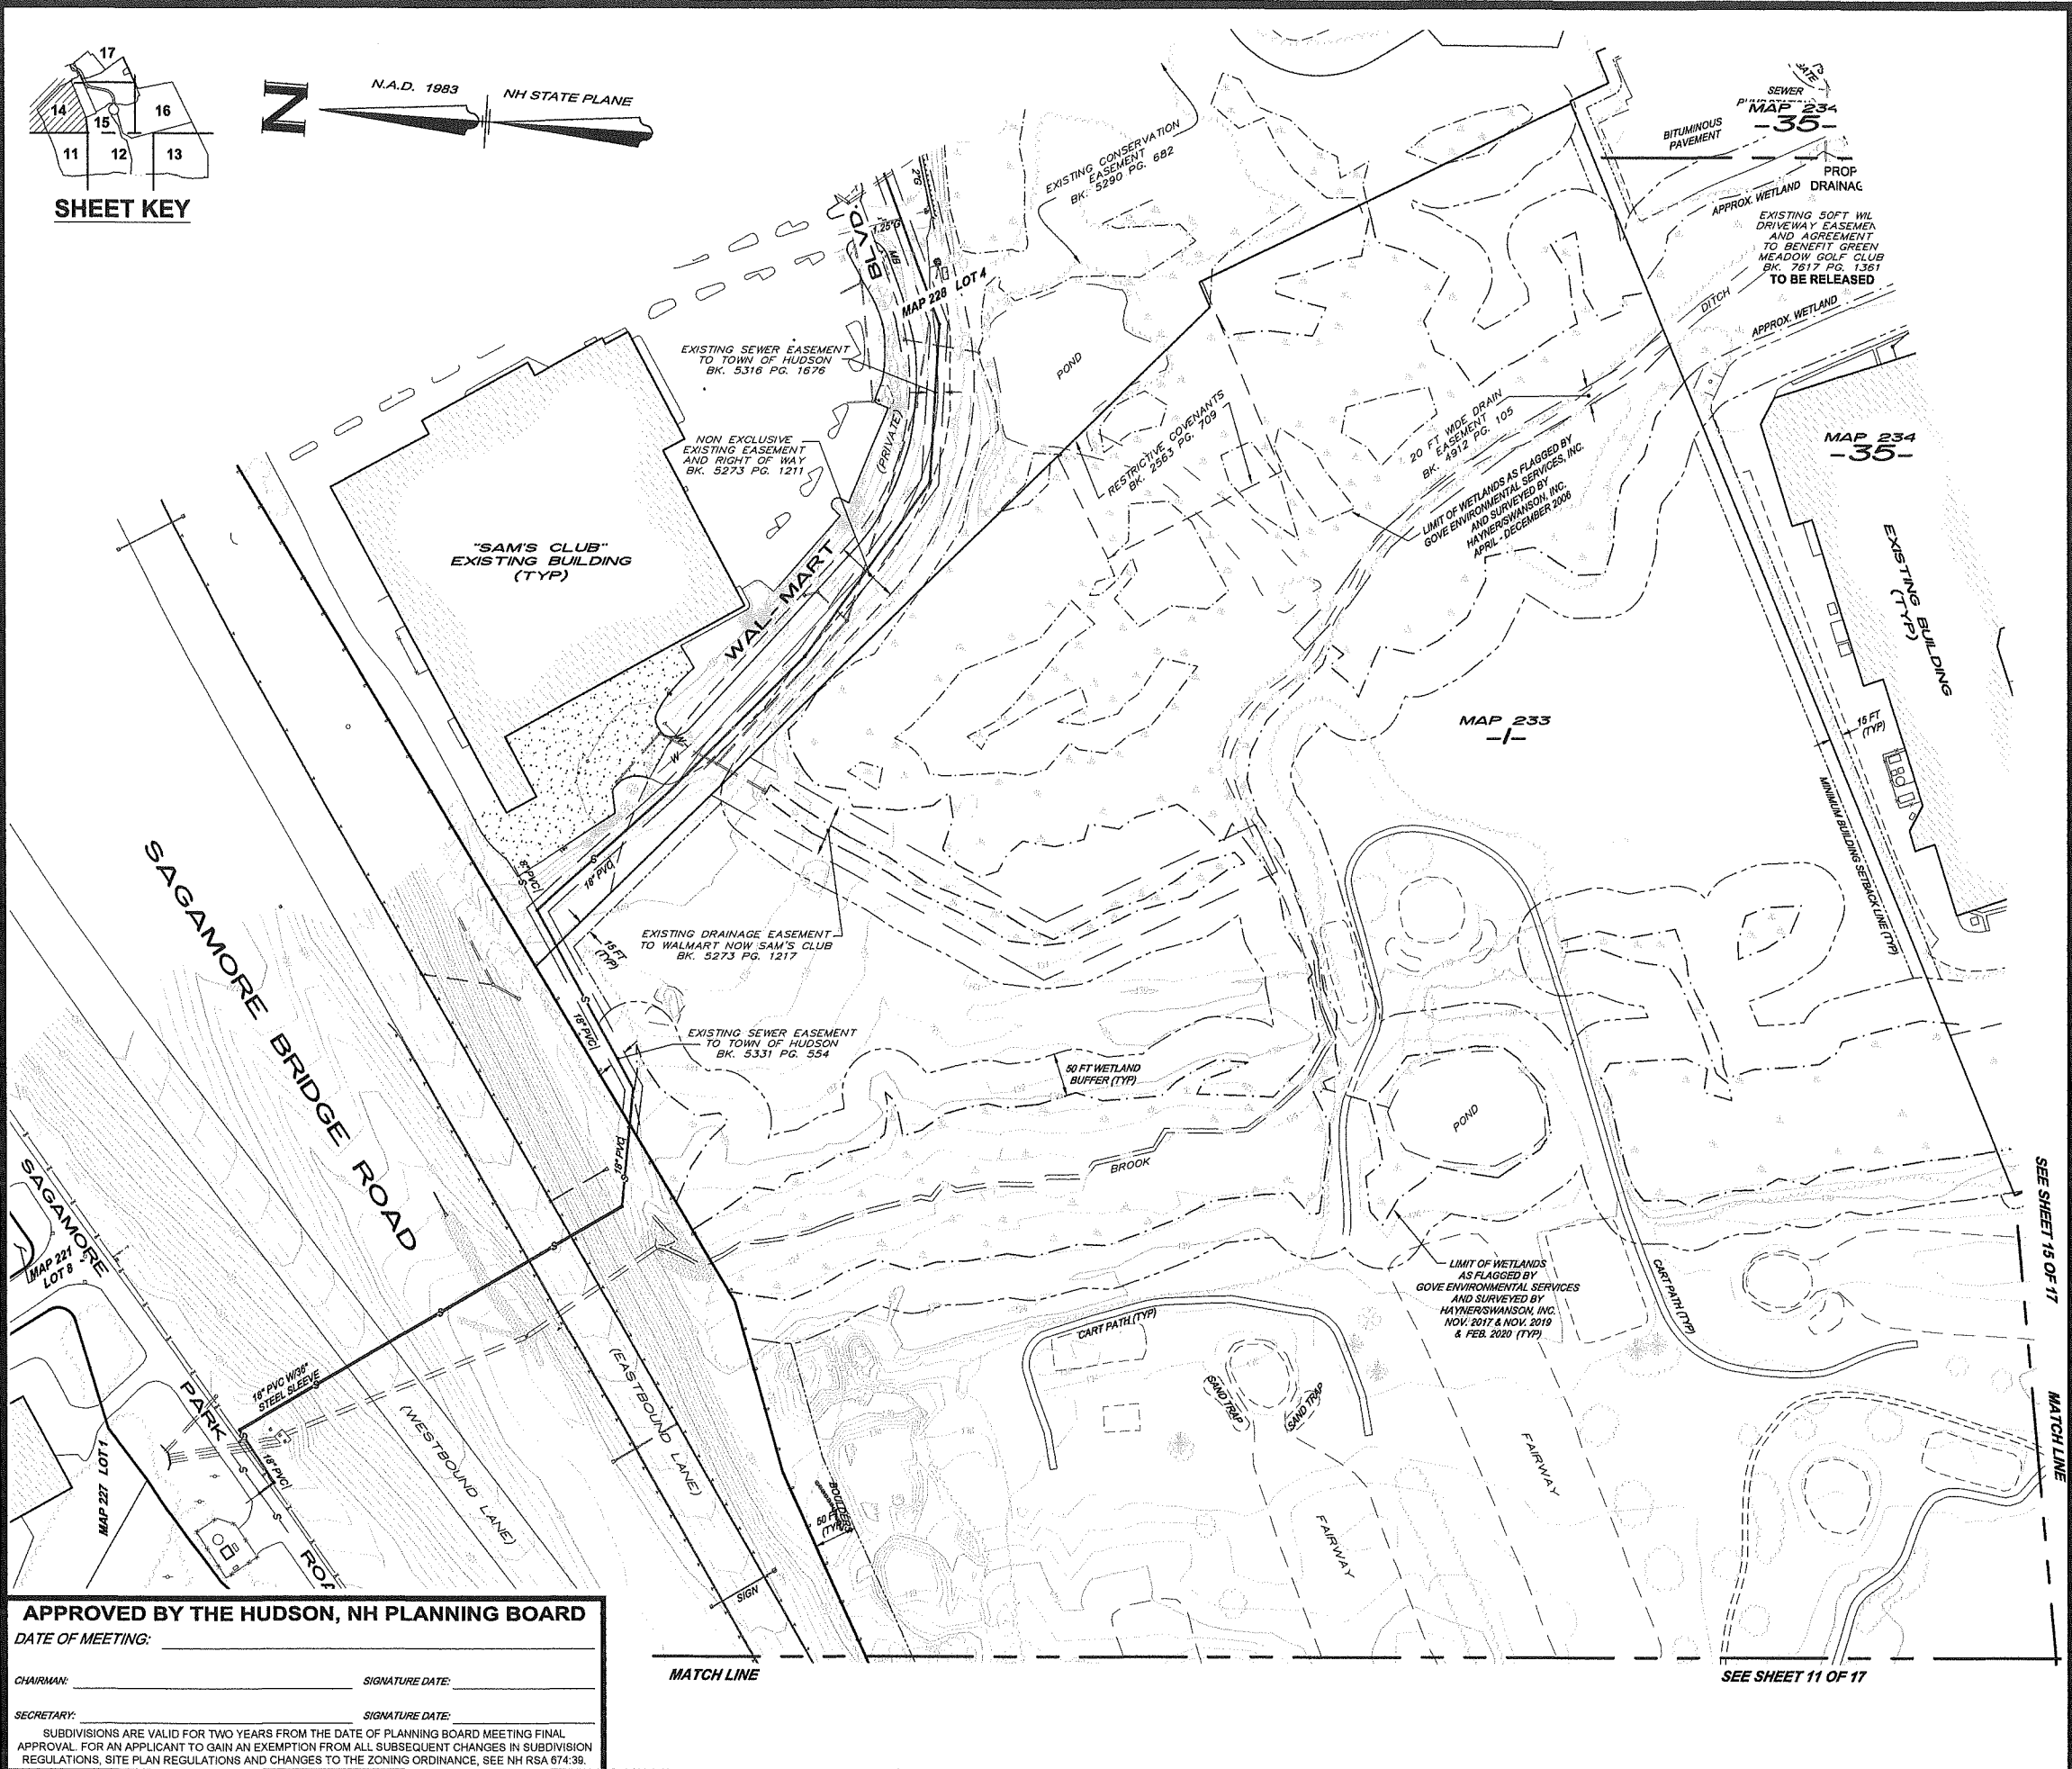 17
14
16
15
11
12
13
SHEET KEY
N
N.A.D. 1983
NH STATE PLANE
EXISTING CONSERVATION
EASEMENT
BK. 5290 PG. 682
SEWER
MAP 234
-35-
BITUMINOUS
PAVEMENT
PROP
DRAINAG
APPROX. WETLAND
EXISTING 50FT WIL
DRIVEWAY EASEMEN
AND AGREEMENT
TO BENEFIT GREEN
MEADOW GOLF CLUB
BK. 7617 PG. 1361
TO BE RELEASED
DITCH
APPROX. WETLAND
BLVD.
2"G
1.25"G
MB
MAP 228 LOT 4
EXISTING SEWER EASEMENT
TO TOWN OF HUDSON
BK. 5316 PG. 1676
POND
NON EXCLUSIVE
EXISTING EASEMENT
AND RIGHT OF WAY
BK. 5273 PG. 1211
(PRIVATE)
RESTRICTIVE COVENANTS
BK. 2563 PG. 709
20 FT WIDE DRAIN
EASEMENT
BK. 4912 PG. 105
LIMIT OF WETLANDS AS FLAGGED BY
GOVE ENVIRONMENTAL SERVICES, INC.
AND SURVEYED BY
HAYNER/SWANSON, INC.
APRIL - DECEMBER 2006
MAP 234
-35-
EXISTING BUILDING
(TYP)
"SAM'S CLUB"
EXISTING BUILDING
(TYP)
WAL-MART
MAP 233
-1-
15 FT
(TYP)
MINIMUM BUILDING SETBACK LINE (TYP)
W
W
8" PVC
S
S
18" PVC
EXISTING DRAINAGE EASEMENT
TO WALMART NOW SAM'S CLUB
BK. 5273 PG. 1217
15 FT
(TYP)
S
18" PVC
EXISTING SEWER EASEMENT
TO TOWN OF HUDSON
BK. 5331 PG. 554
50 FT WETLAND
BUFFER (TYP)
POND
18" PVC
S
BROOK
SAGAMORE BRIDGE ROAD
SAGAMORE
PARK
MAP 221
LOT 8
S
S
S
18" PVC W/36"
STEEL SLEEVE
18" PVC
S
S
S
MAP 227 LOT 1
(WESTBOUND LANE)
(EASTBOUND LANE)
LIMIT OF WETLANDS
AS FLAGGED BY
GOVE ENVIRONMENTAL SERVICES
AND SURVEYED BY
HAYNER/SWANSON, INC.
NOV. 2017 & NOV. 2019
& FEB. 2020 (TYP)
CART PATH (TYP)
CART PATH (TYP)
SAND TRAP
SAND TRAP
FAIRWAY
FAIRWAY
BOULDERS
50 FT
(TYP)
SIGN
SEE SHEET 15 OF 17
MATCH LINE
MATCH LINE
SEE SHEET 11 OF 17
APPROVED BY THE HUDSON, NH PLANNING BOARD
DATE OF MEETING:
CHAIRMAN:
SIGNATURE DATE:
SECRETARY:
SIGNATURE DATE:
SUBDIVISIONS ARE VALID FOR TWO YEARS FROM THE DATE OF PLANNING BOARD MEETING FINAL
APPROVAL. FOR AN APPLICANT TO GAIN AN EXEMPTION FROM ALL SUBSEQUENT CHANGES IN SUBDIVISION
REGULATIONS, SITE PLAN REGULATIONS AND CHANGES TO THE ZONING ORDINANCE, SEE NH RSA 674:39.